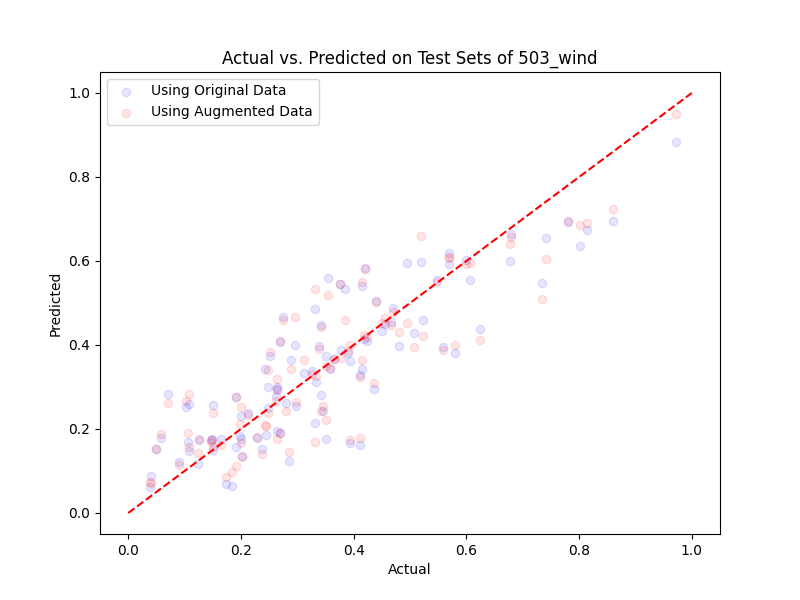 Actual vs. Predicted on Test Sets of 503_wind
Using Original Data
Using Augmented Data
1.0
0.8
0.6
0.4
0.2
0.0
Predicted
0.0 0.2 0.4 0.6 0.8 1.0
Actual